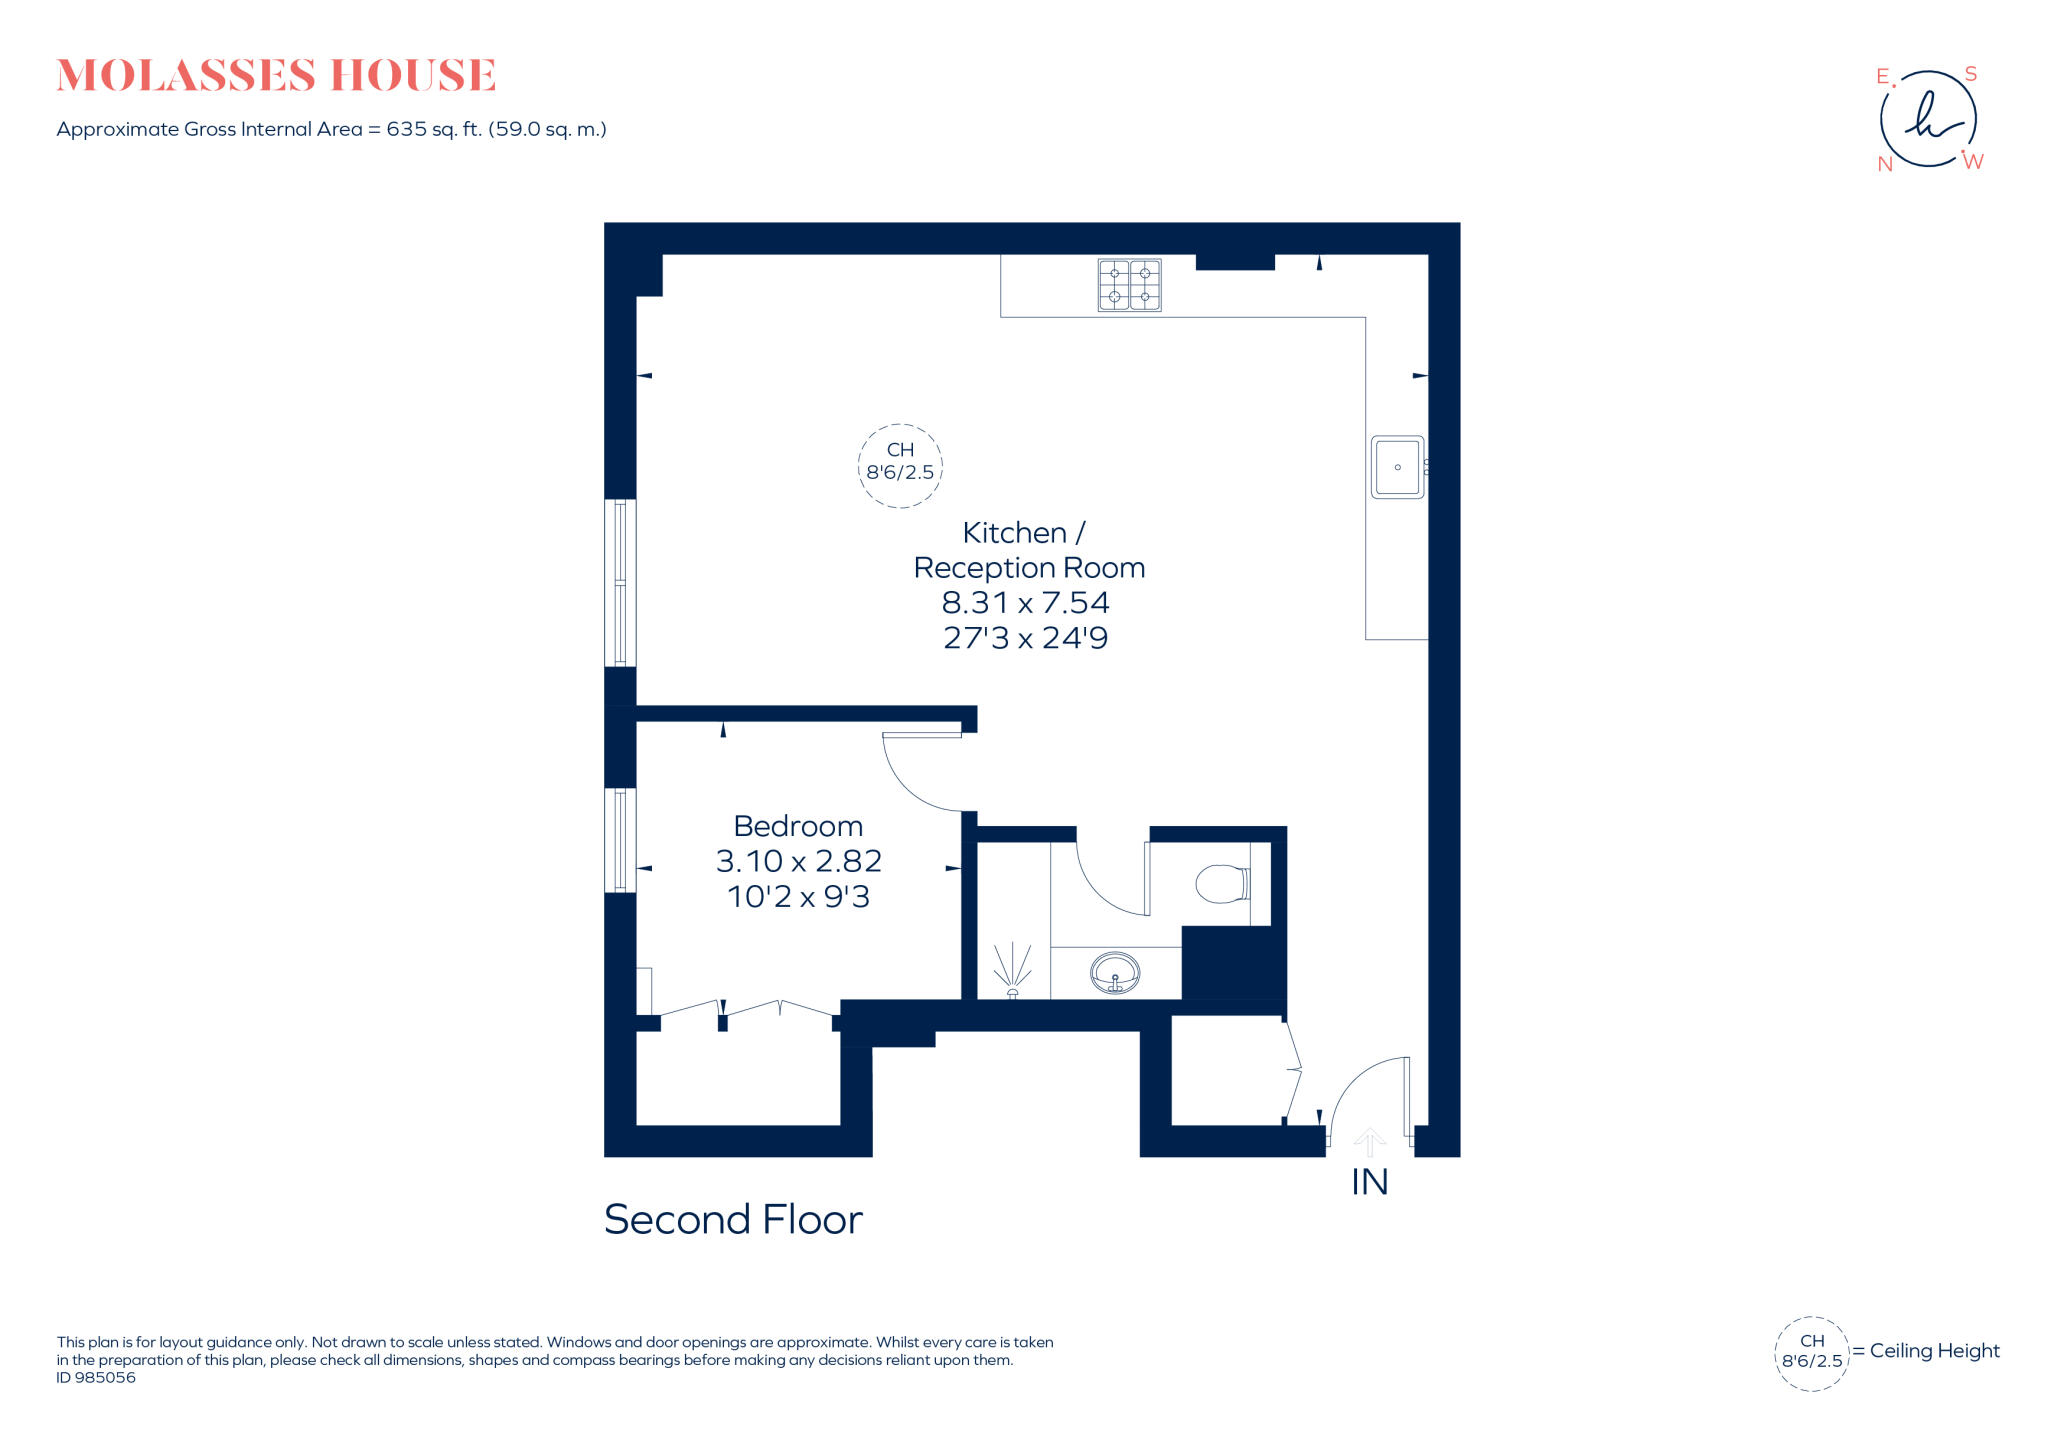 MOLASSES HOUSE
Approximate Gross Internal Area = 635 sq. ft. (59.0 sq. m.)
E S
h
N W
CH
8'6/2.5
Kitchen /
Reception Room
8.31 x 7.54
27'3 x 24'9
Bedroom
3.10 x 2.82
10'2 x 9'3
IN
Second Floor
This plan is for layout guidance only. Not drawn to scale unless stated. Windows and door openings are approximate. Whilst every care is taken
in the preparation of this plan, please check all dimensions, shapes and compass bearings before making any decisions reliant upon them.
ID 985056
CH
8'6/2.5
= Ceiling Height